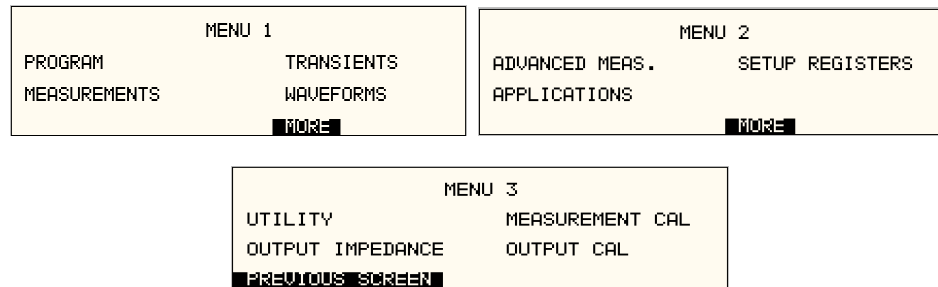 MENU 1
PROGRAM TRANSIENTS
MEASUREMENTS WAVEFORMS
MORE
MENU 2
ADVANCED MEAS. SETUP REGISTERS
APPLICATIONS
MORE
MENU 3
UTILITY MEASUREMENT CAL
OUTPUT IMPEDANCE OUTPUT CAL
PREVIOUS SCREEN